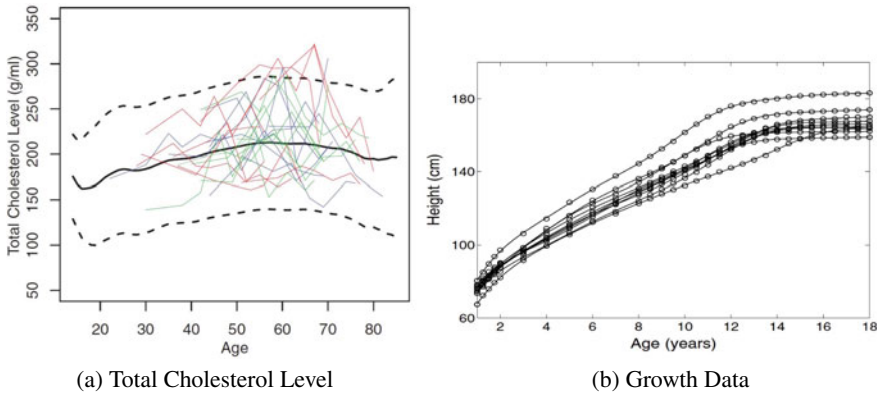 350
300
250
200
150
100
50
Total Cholesterol Level (g/ml)
20 30 40 50 60 70 80
Age
(a) Total Cholesterol Level
180
140
100
60
Height (cm)
2 4 6 8 10 12 14 16 18
Age (years)
(b) Growth Data